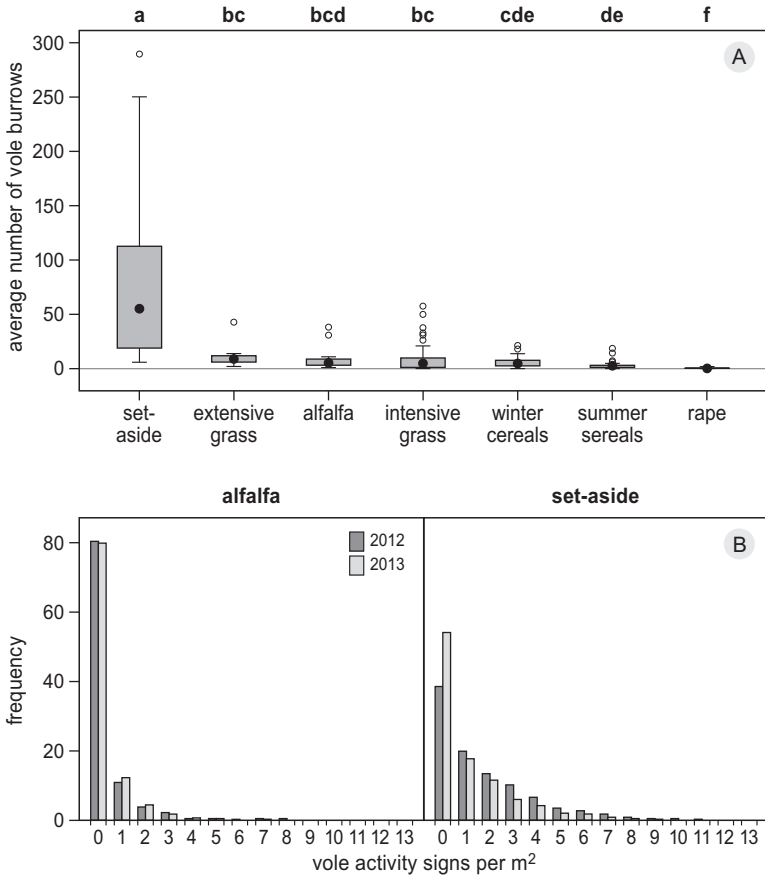 a bc bcd bc cde de f
A
300
250
200
150
100
50
0
average number of vole burrows
set-
aside
extensive
grass
alfalfa
intensive
grass
winter
cereals
summer
sereals
rape
alfalfa set-aside
B
2012
2013
80
60
40
20
0
frequency
0 1 2 3 4 5 6 7 8 9 10 11 12 13 0 1 2 3 4 5 6 7 8 9 10 11 12 13
vole activity signs per m²